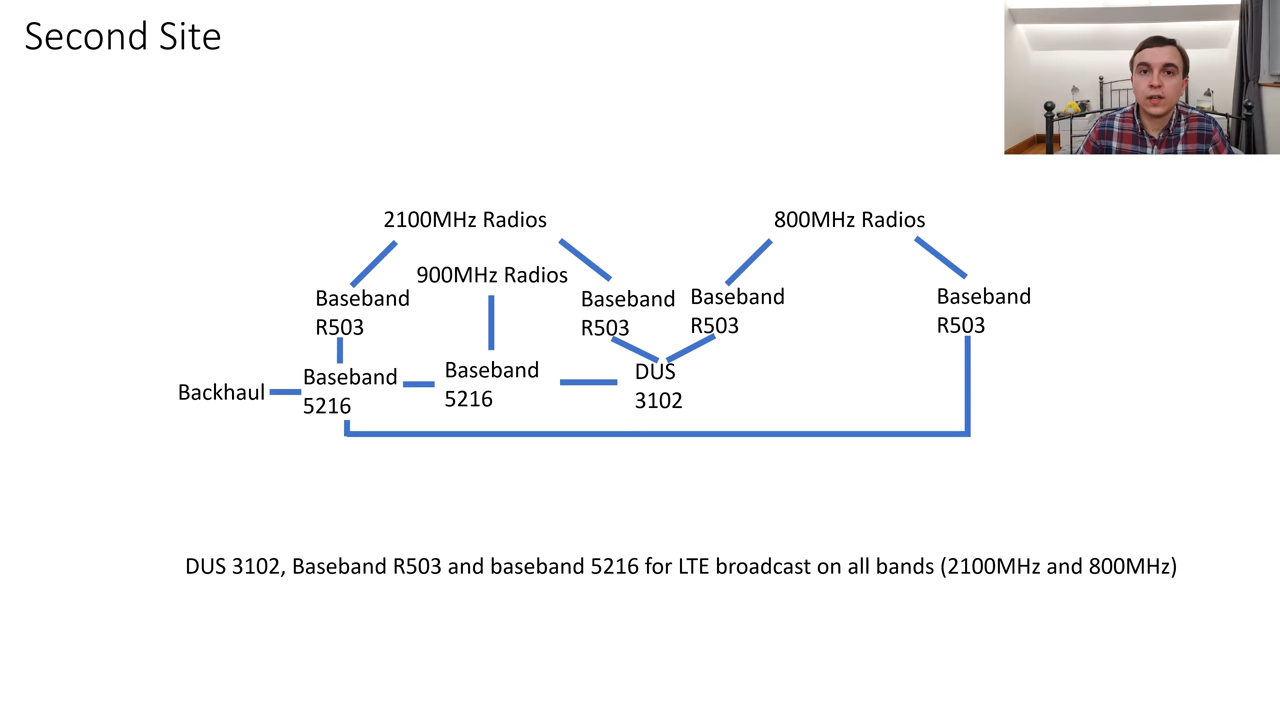 Second Site
2100MHz Radios
800MHz Radios
900MHz Radios
Baseband
R503
Baseband
R503
Baseband
R503
Baseband
R503
Backhaul
Baseband
5216
Baseband
5216
DUS
3102
DUS 3102, Baseband R503 and baseband 5216 for LTE broadcast on all bands (2100MHz and 800MHz)